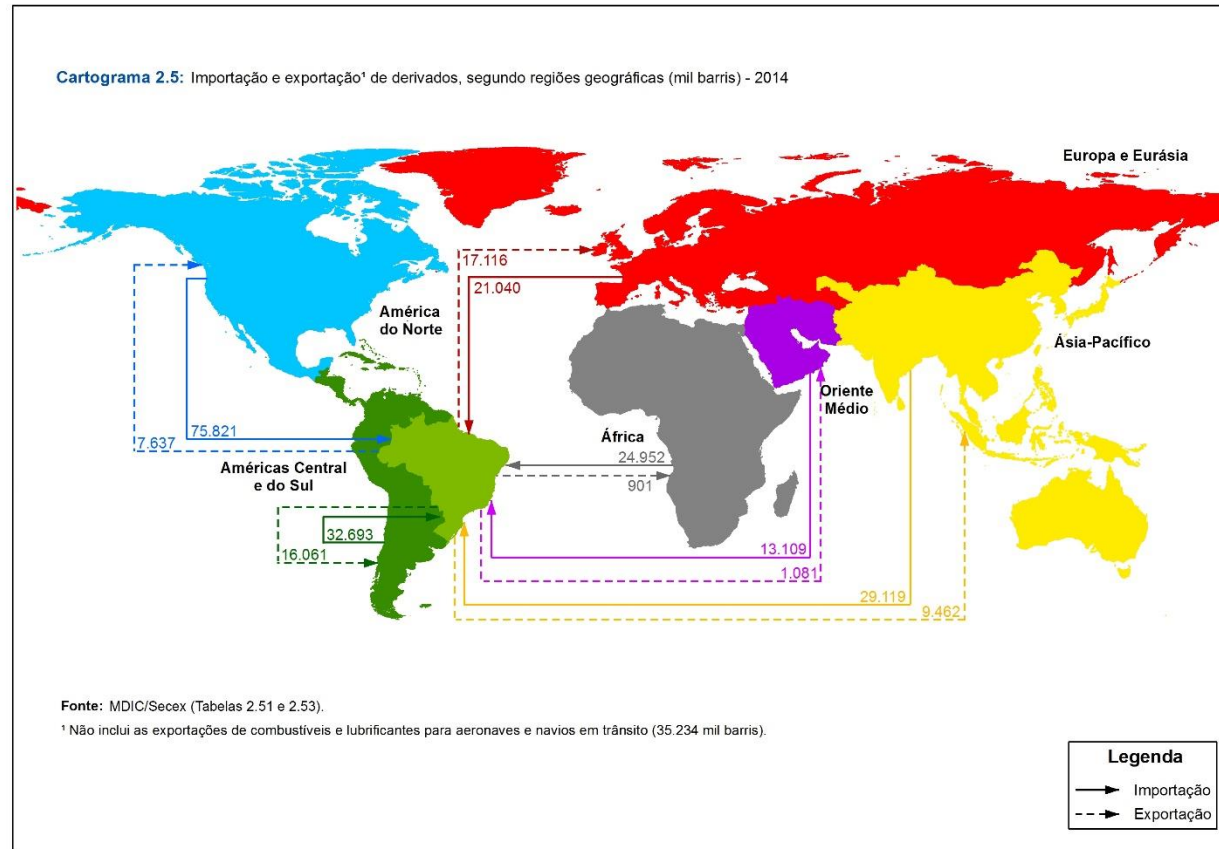 Cartograma 2.5: Importação e exportação¹ de derivados, segundo regiões geográficas (mil barris) - 2014
Europa e Eurásia
17.116
21.040
América
do Norte
Ásia-Pacífico
Oriente
Médio
África
75.821
7.637
24.952
901
Américas Central
e do Sul
32.693
16.061
13.109
1.081
29.119
9.462
Fonte: MDIC/Secex (Tabelas 2.51 e 2.53).
¹ Não inclui as exportações de combustíveis e lubrificantes para aeronaves e navios em trânsito (35.234 mil barris).
Legenda
Importação
Exportação